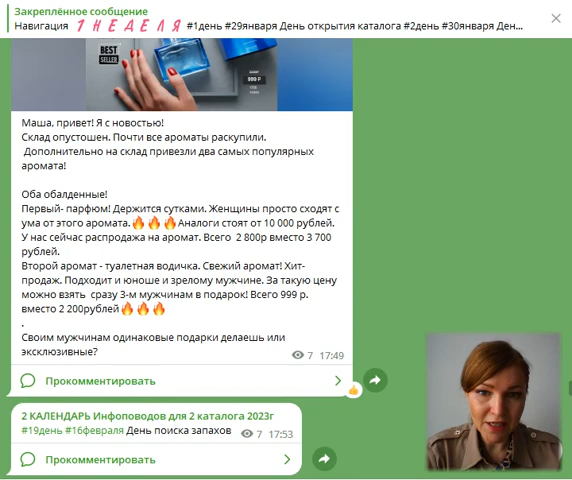 Закреплённое сообщение
Навигация 1 НЕДЕЛЯ #1день #29января День открытия каталога #2день #30января Ден...
BEST
SELLER
999 ₽
Маша, привет! Я с новостью!
Склад опустошен. Почти все ароматы раскупили.
Дополнительно на склад привезли два самых популярных
аромата!
Оба обалденные!
Первый- парфюм! Держится сутками. Женщины просто сходят с
ума от этого аромата.🔥🔥🔥Аналоги стоят от 10 000 рублей.
У нас сейчас распродажа на аромат. Всего 2 800р вместо 3 700
рублей.
Второй аромат - туалетная водичка. Свежий аромат! Хит-
продаж. Подходит и юноше и зрелому мужчине. За такую цену
можно взять сразу 3-м мужчинам в подарок! Всего 999 р.
вместо 2 200рублей🔥🔥🔥
.
Своим мужчинам одинаковые подарки делаешь или
эксклюзивные?
7 17:49
Прокомментировать
2 КАЛЕНДАРЬ Инфоповодов для 2 каталога 2023г
#19день #16февраля День поиска запахов 7 17:53
Прокомментировать